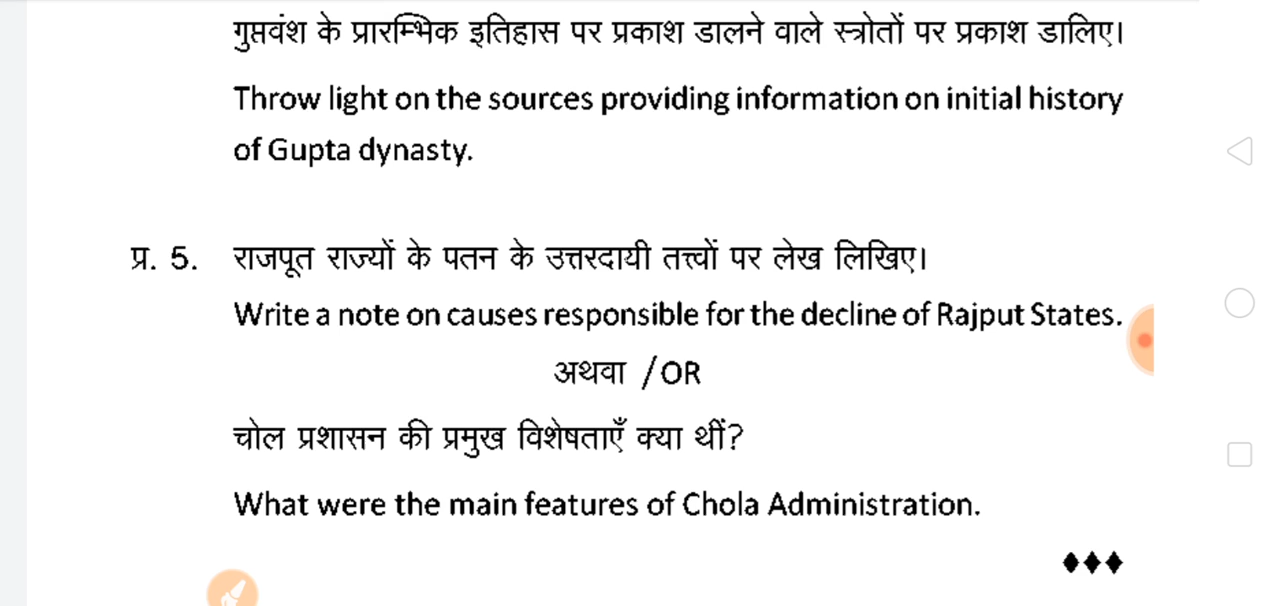 गुप्तवंश के प्रारम्भिक इतिहास पर प्रकाश डालने वाले स्त्रोतों पर प्रकाश डालिए।
Throw light on the sources providing information on initial history
of Gupta dynasty.
प्र. 5. राजपूत राज्यों के पतन के उत्तरदायी तत्त्वों पर लेख लिखिए।
Write a note on causes responsible for the decline of Rajput States.
अथवा /OR
चोल प्रशासन की प्रमुख विशेषताएँ क्या थीं?
What were the main features of Chola Administration.